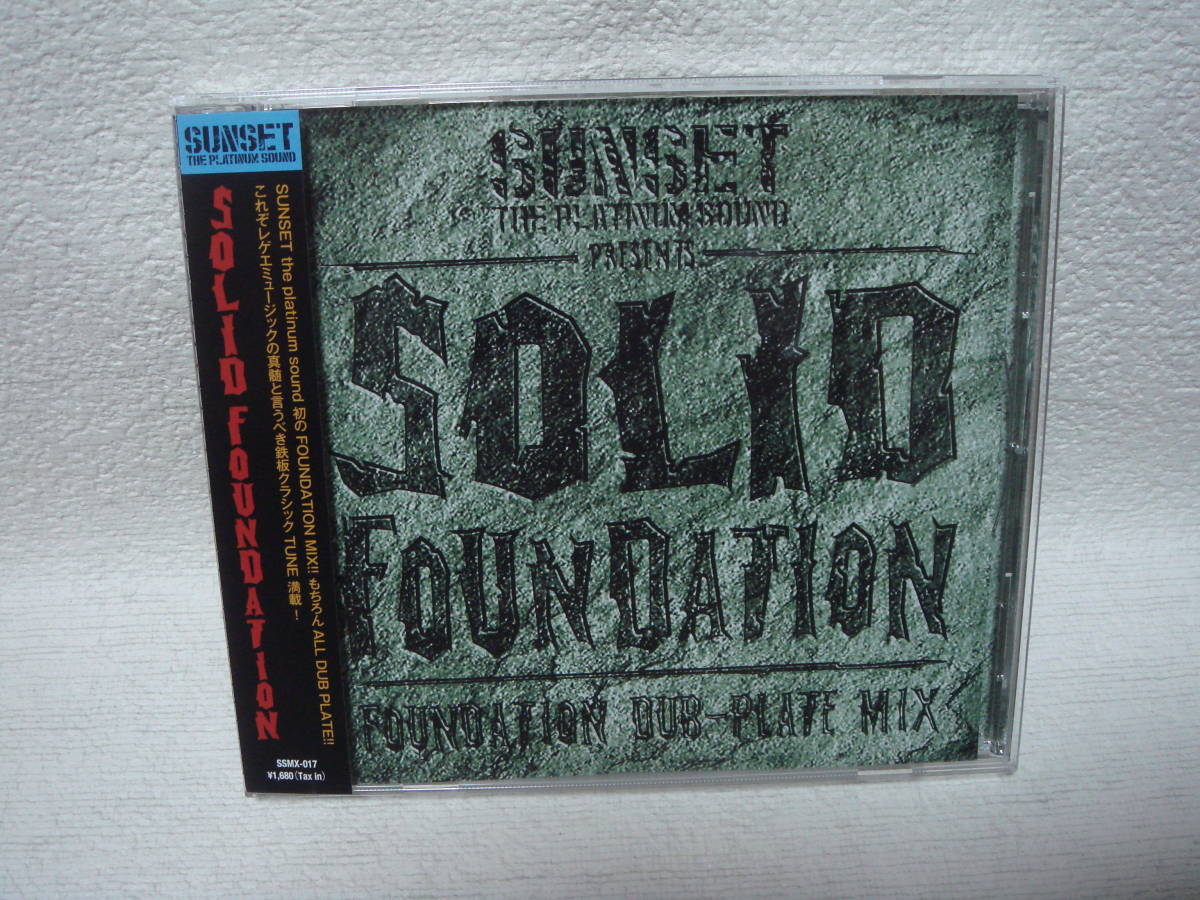 SUNSET
THE PLATINUM SOUND
SOLID FOUNDATION
SUNSET the platinum sound 初の FOUNDATION MIX!! もちろん ALL DUB PLATE!!
これぞレゲエミュージックの真髄と言うべき鉄板クラシック TUNE 満載！
SSMX-017
¥1,680(Tax in)
SUNSET
THE PLATINUM SOUND
PRESENTS
SOLID
FOUNDATION
FOUNDATION DUB-PLATE MIX